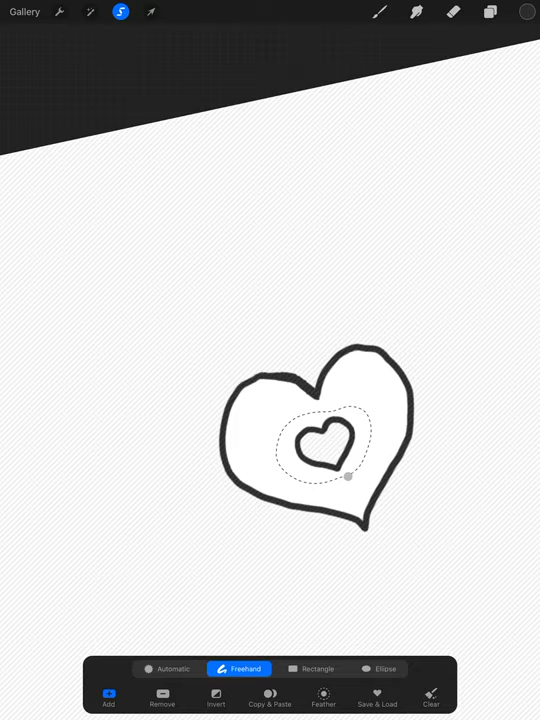 Gallery
Automatic Freehand Rectangle Ellipse
Add Remove Invert Copy & Paste Feather Save & Load Clear